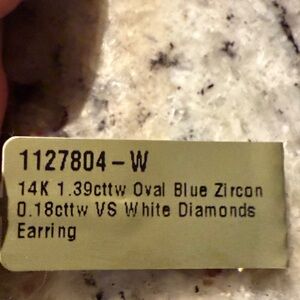 1127804-W
14K 1.39cttw Oval Blue Zircon
0.18cttw VS White Diamonds
Earring